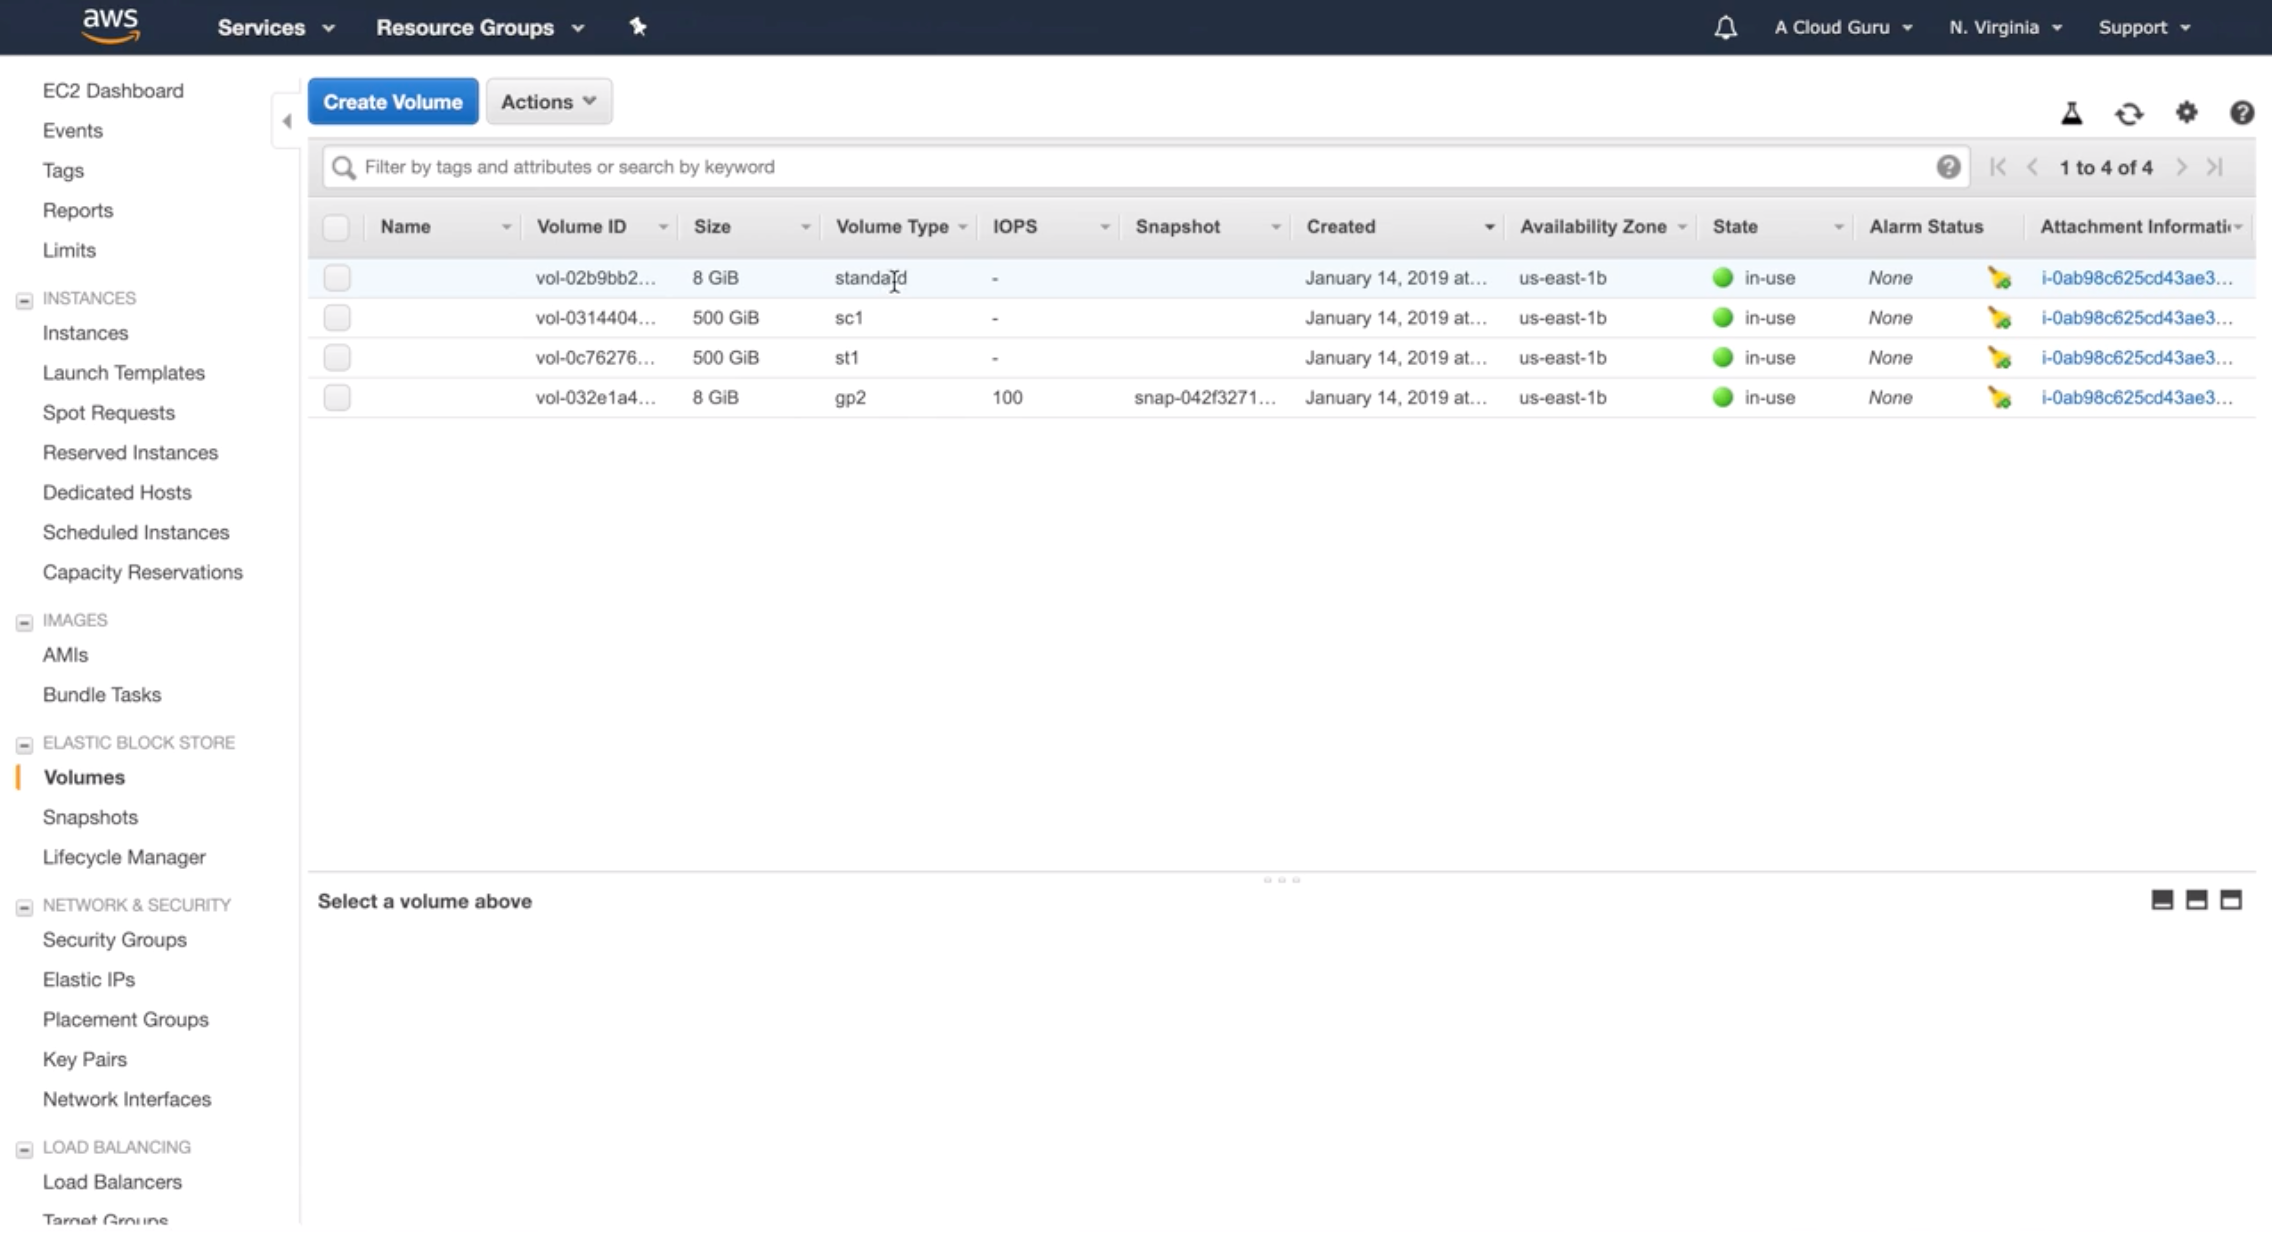 aws Services Resource Groups A Cloud Guru N. Virginia Support
EC2 Dashboard
Events
Tags
Reports
Limits
INSTANCES
Instances
Launch Templates
Spot Requests
Reserved Instances
Dedicated Hosts
Scheduled Instances
Capacity Reservations
IMAGES
AMIs
Bundle Tasks
ELASTIC BLOCK STORE
Volumes
Snapshots
Lifecycle Manager
NETWORK & SECURITY
Security Groups
Elastic IPs
Placement Groups
Key Pairs
Network Interfaces
LOAD BALANCING
Load Balancers
Target Groups
Create Volume Actions
Filter by tags and attributes or search by keyword 1 to 4 of 4
Name Volume ID Size Volume Type IOPS Snapshot Created Availability Zone State Alarm Status Attachment Informati
vol-02b9bb2... 8 GiB standard - January 14, 2019 at... us-east-1b in-use None i-0ab98c625cd43ae3...
vol-0314404... 500 GiB sc1 - January 14, 2019 at... us-east-1b in-use None i-0ab98c625cd43ae3...
vol-0c76276... 500 GiB st1 - January 14, 2019 at... us-east-1b in-use None i-0ab98c625cd43ae3...
vol-032e1a4... 8 GiB gp2 100 snap-042f3271... January 14, 2019 at... us-east-1b in-use None i-0ab98c625cd43ae3...
Select a volume above